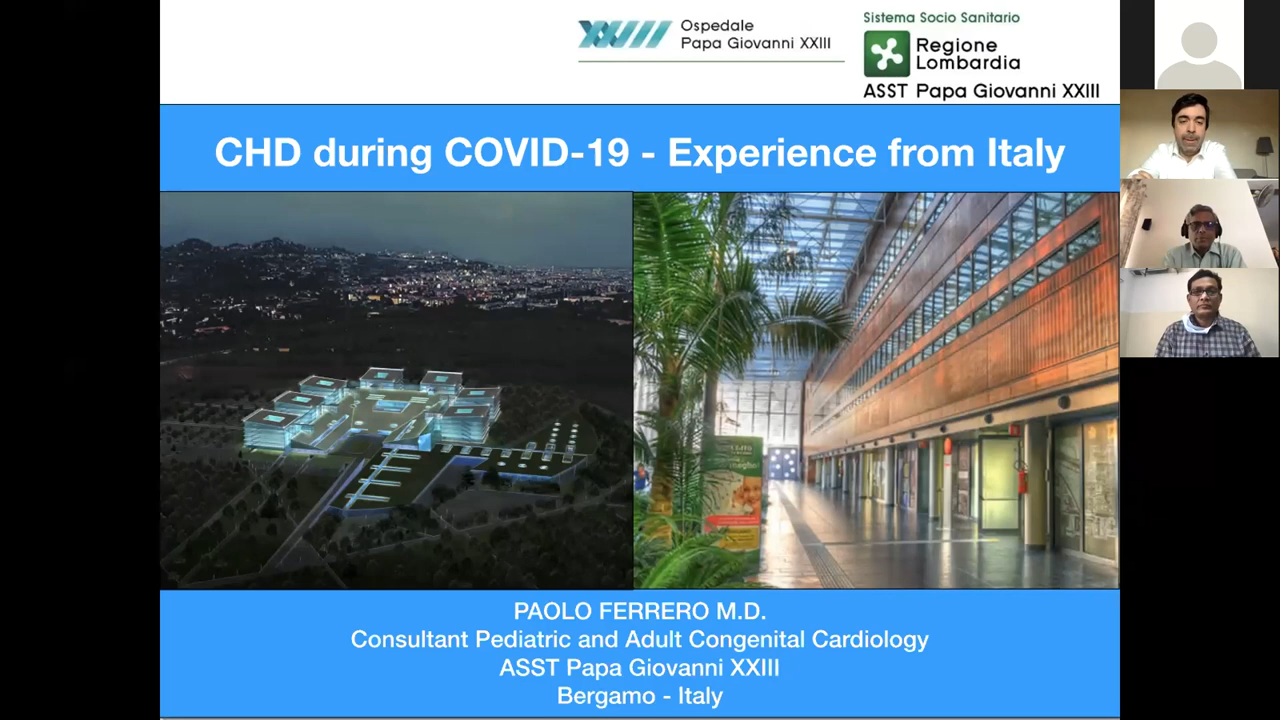 Ospedale
Papa Giovanni XXIII
Sistema Socio Sanitario
Regione
Lombardia
ASST Papa Giovanni XXIII
CHD during COVID-19 - Experience from Italy
PAOLO FERRERO M.D.
Consultant Pediatric and Adult Congenital Cardiology
ASST Papa Giovanni XXIII
Bergamo - Italy